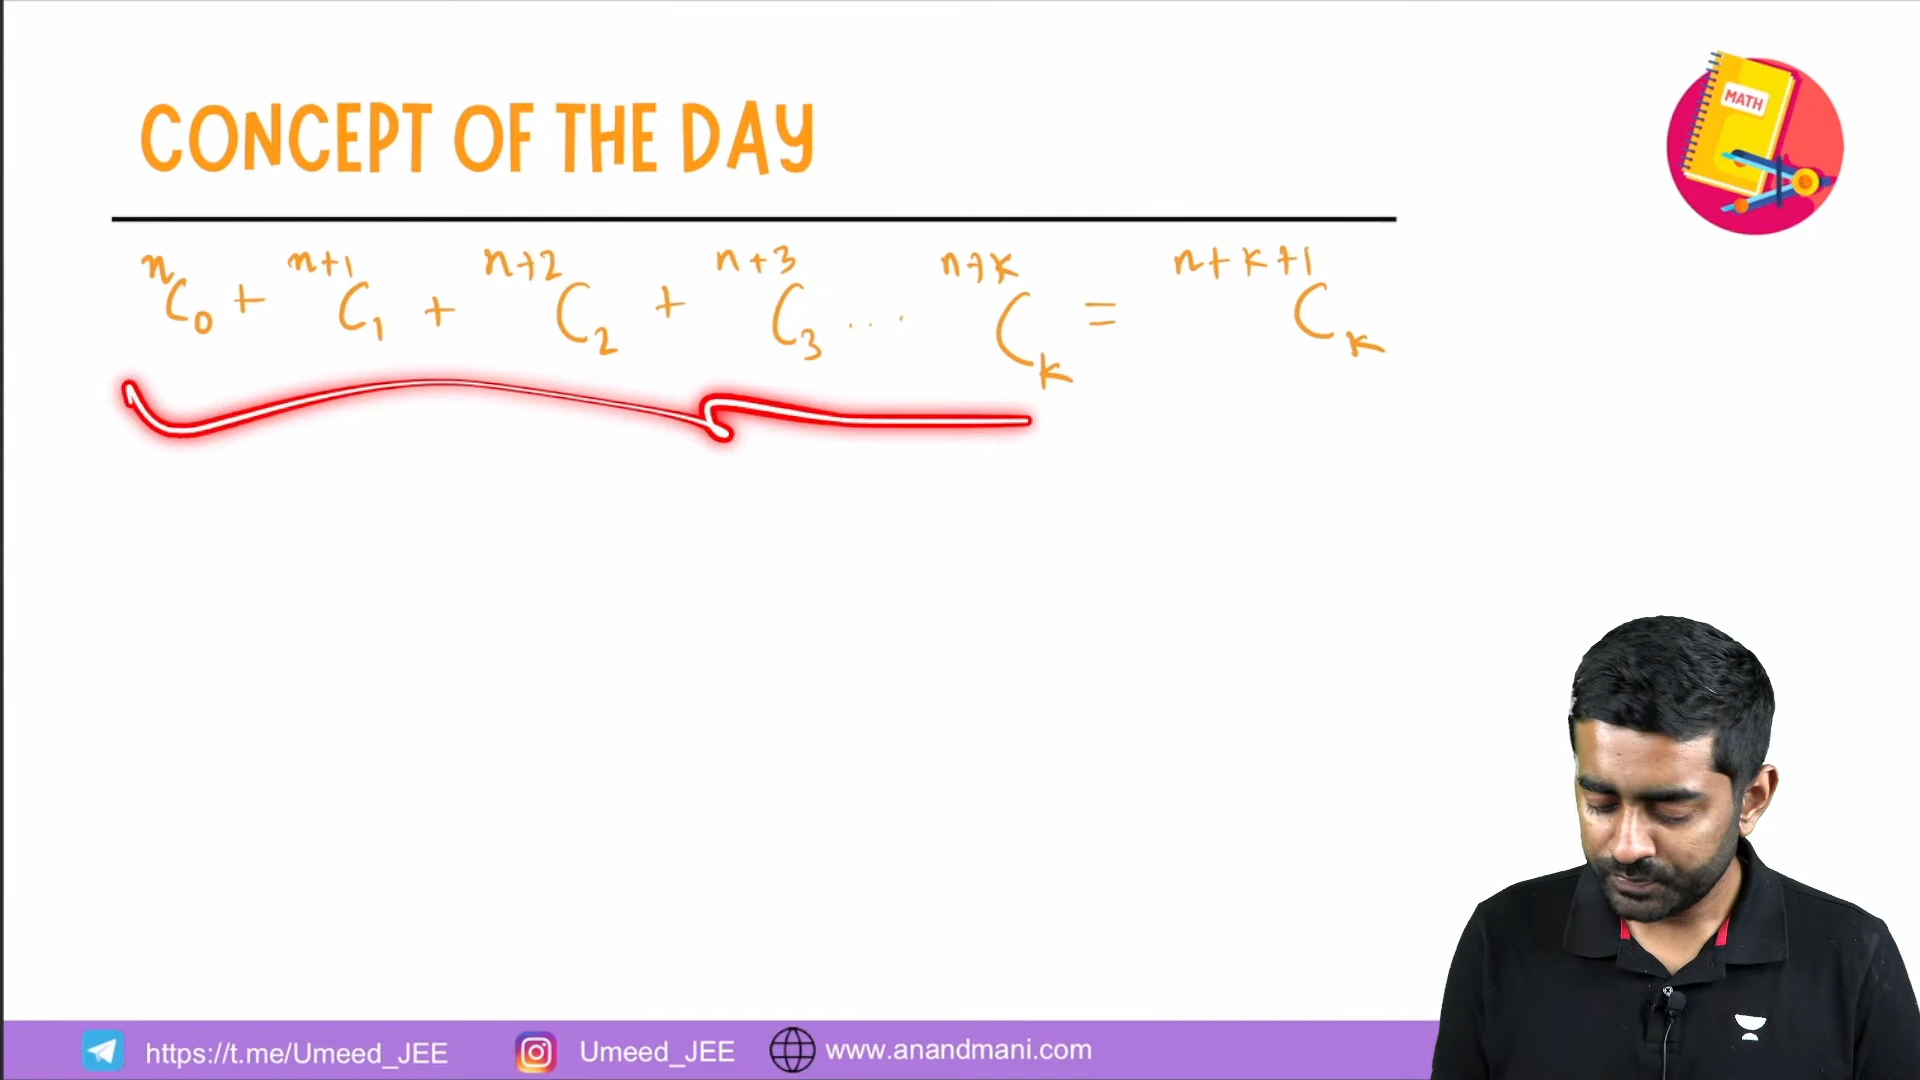 MATH
CONCEPT OF THE DAY
ⁿC₀ + ⁿ⁺¹C₁ + ⁿ⁺²C₂ + ⁿ⁺³C₃ ... ⁿ⁺ᵏCₖ = ⁿ⁺ᵏ⁺¹Cₖ
https://t.me/Umeed_JEE Umeed_JEE www.anandmani.com